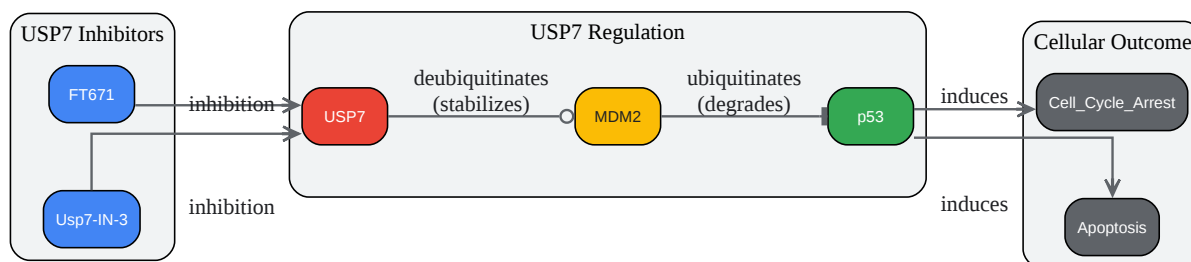 USP7 Inhibitors
FT671
Usp7-IN-3
inhibition
inhibition
USP7 Regulation
USP7
deubiquitinates
(stabilizes)
MDM2
ubiquitinates
(degrades)
p53
induces
induces
Cellular Outcome
Cell_Cycle_Arrest
Apoptosis